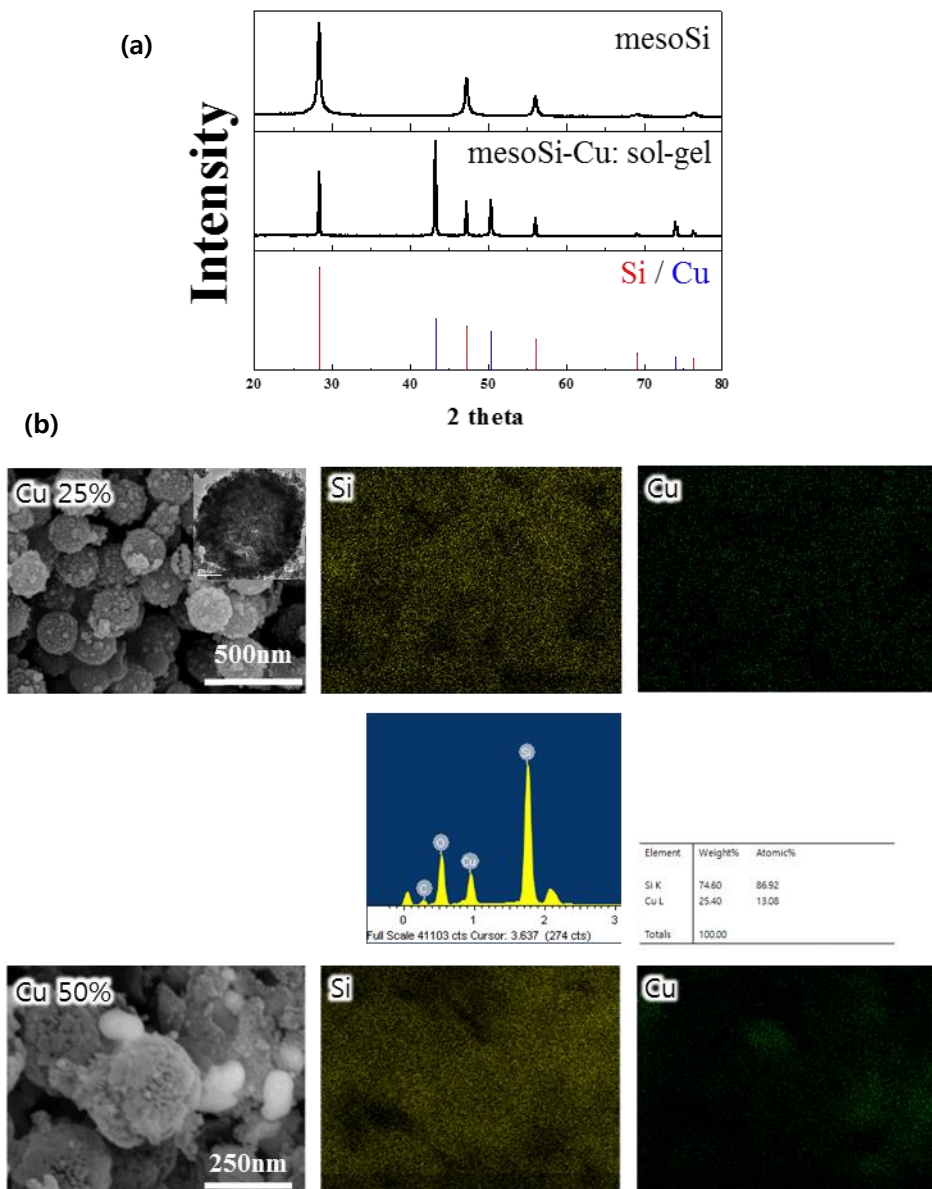 (a)
mesoSi
mesoSi-Cu: sol-gel
Si / Cu
Intensity
20 30 40 50 60 70 80
2 theta
(b)
Cu 25%
500nm
Si
Cu
Si
O
Cu
C
0 1 2 3
Full Scale 41103 cts Cursor: 3.637 (274 cts)
Element Weight% Atomic%
Si K 74.60 86.92
Cu L 25.40 13.08
Totals 100.00
Cu 50%
250nm
Si
Cu